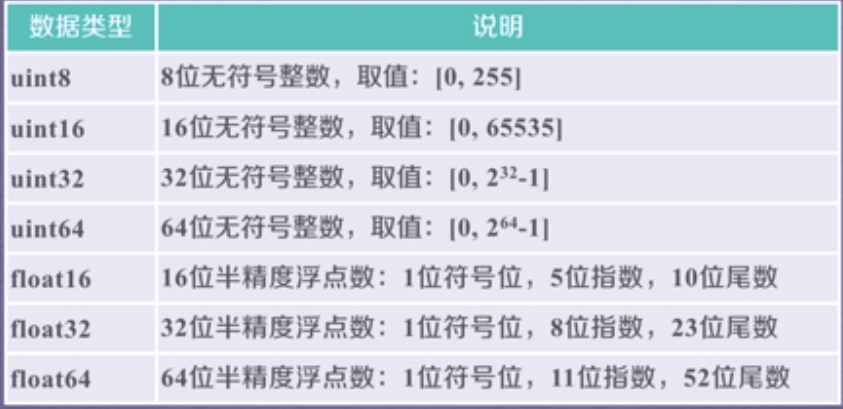 数据类型 说明
uint8 8位无符号整数，取值：[0, 255]
uint16 16位无符号整数，取值：[0, 65535]
uint32 32位无符号整数，取值：[0, 2³²-1]
uint64 64位无符号整数，取值：[0, 2⁶⁴-1]
float16 16位半精度浮点数：1位符号位，5位指数，10位尾数
float32 32位半精度浮点数：1位符号位，8位指数，23位尾数
float64 64位半精度浮点数：1位符号位，11位指数，52位尾数